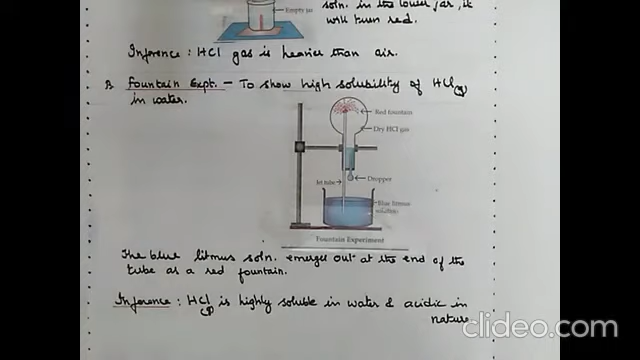 soln. in the lower jar, it
Empty jar
will turn red.
Inference : HCl gas is heavier than air.
B. Fountain Expt. - To show high solubility of HCl(g)
in water.
Red fountain
Dry HCl gas
Jet tube
Dropper
Blue litmus
solution
Fountain Experiment
The blue litmus soln. emerges out at the end of the
tube as a red fountain.
Inference : HCl(g) is highly soluble in water & acidic in
nature
clideo.com